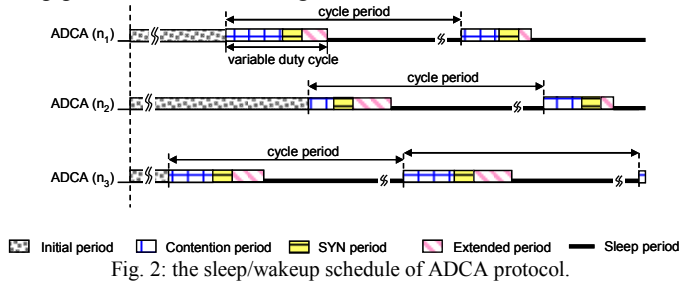 cycle period
ADCA (n1)
variable duty cycle
cycle period
ADCA (n2)
cycle period
ADCA (n3)
Initial period Contention period SYN period Extended period Sleep period
Fig. 2: the sleep/wakeup schedule of ADCA protocol.